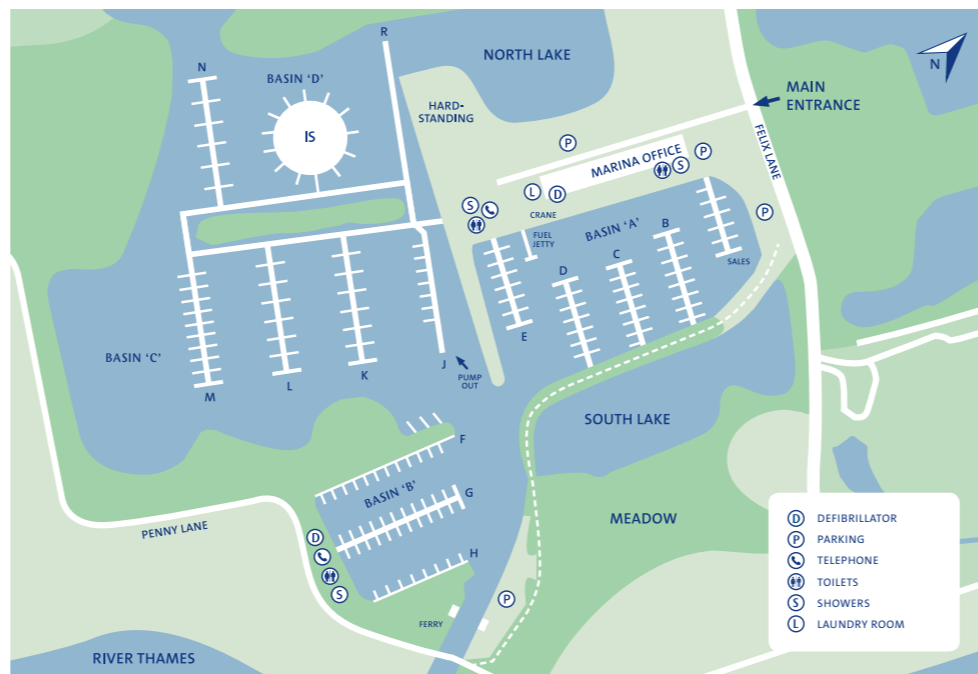 R
NORTH LAKE
N
N
BASIN ‘D’
MAIN
ENTRANCE
HARD-
STANDING
IS
FELIX LANE
P
MARINA OFFICE
P
S
L
D
S
P
CRANE
FUEL
JETTY
BASIN ‘A’
B
C
D
SALES
E
BASIN ‘C’
J
K
L
M
PUMP
OUT
SOUTH LAKE
F
BASIN ‘B’
G
MEADOW
PENNY LANE
D
H
S
P
FERRY
RIVER THAMES
D DEFIBRILLATOR
P PARKING
TELEPHONE
TOILETS
S SHOWERS
L LAUNDRY ROOM